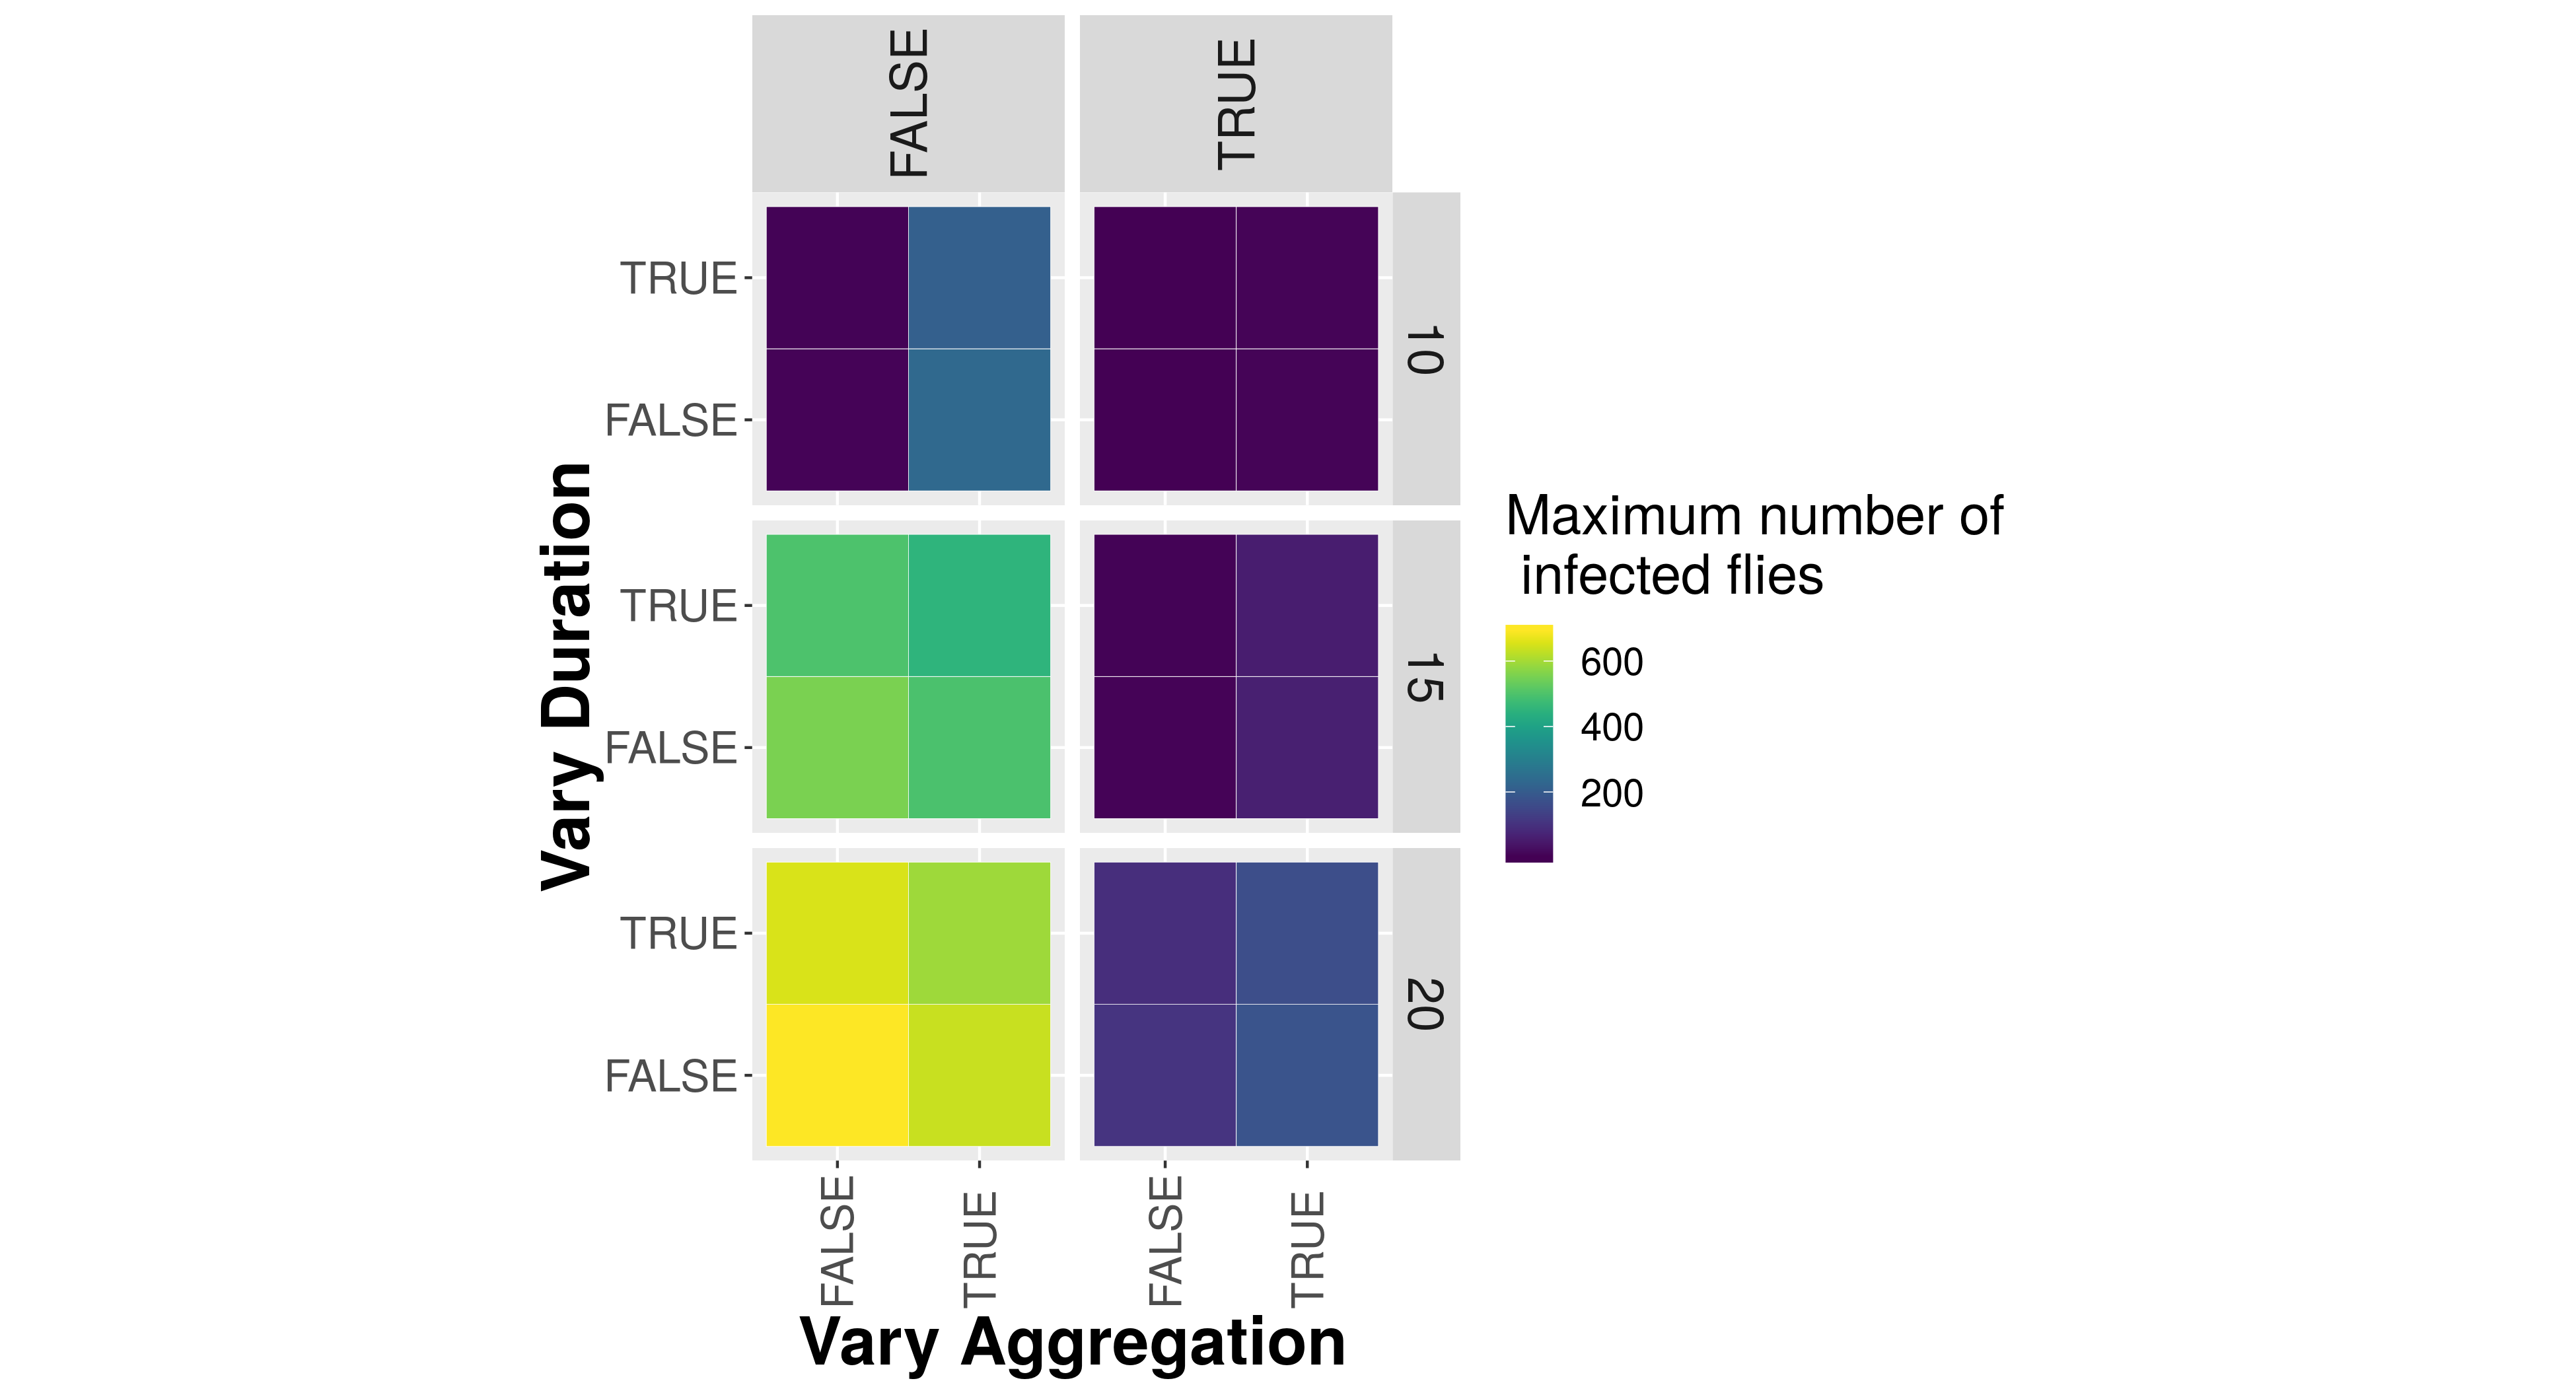 FALSE
TRUE
TRUE
FALSE
10
TRUE
FALSE
15
TRUE
FALSE
20
Vary Duration
FALSE
TRUE
FALSE
TRUE
Vary Aggregation
Maximum number of
infected flies
600
400
200